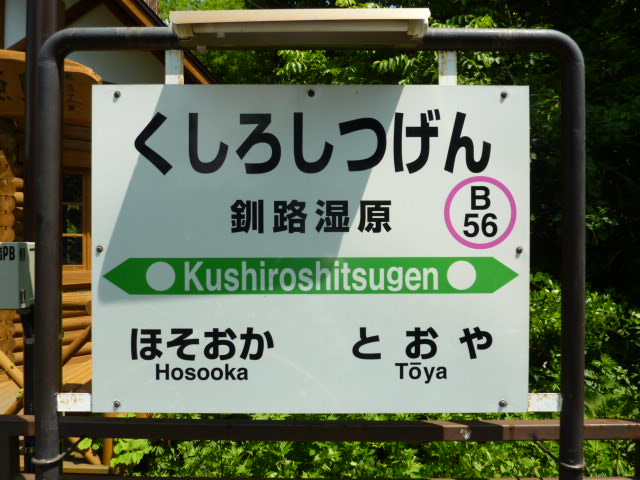 くしろしつげん
釧路湿原
B
56
Kushiroshitsugen
ほそおか
とおや
Hosooka
Tōya
PB